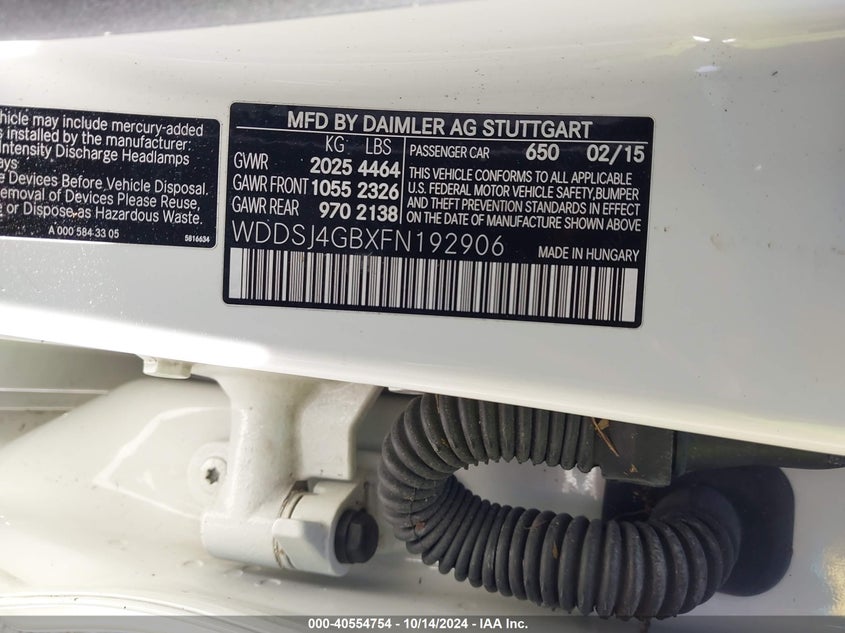 ehicle may include mercury-added
s installed by the manufacturer:
Intensity Discharge Headlamps
ays
e Devices Before Vehicle Disposal.
emoval of Devices Please Reuse,
e or Dispose as Hazardous Waste.
A 000 584 33 05
5816634
MFD BY DAIMLER AG STUTTGART
KG LBS
GVWR 2025 4464
GAWR FRONT 1055 2326
GAWR REAR 970 2138
PASSENGER CAR 650 02/15
THIS VEHICLE CONFORMS TO ALL APPLICABLE
U.S. FEDERAL MOTOR VEHICLE SAFETY,BUMPER
AND THEFT PREVENTION STANDARDS IN EFFECT
ON THE DATE OF MANUFACTURE SHOWN ABOVE
WDDSJ4GBXFN192906
MADE IN HUNGARY
000-40554754 - 10/14/2024 - IAA Inc.